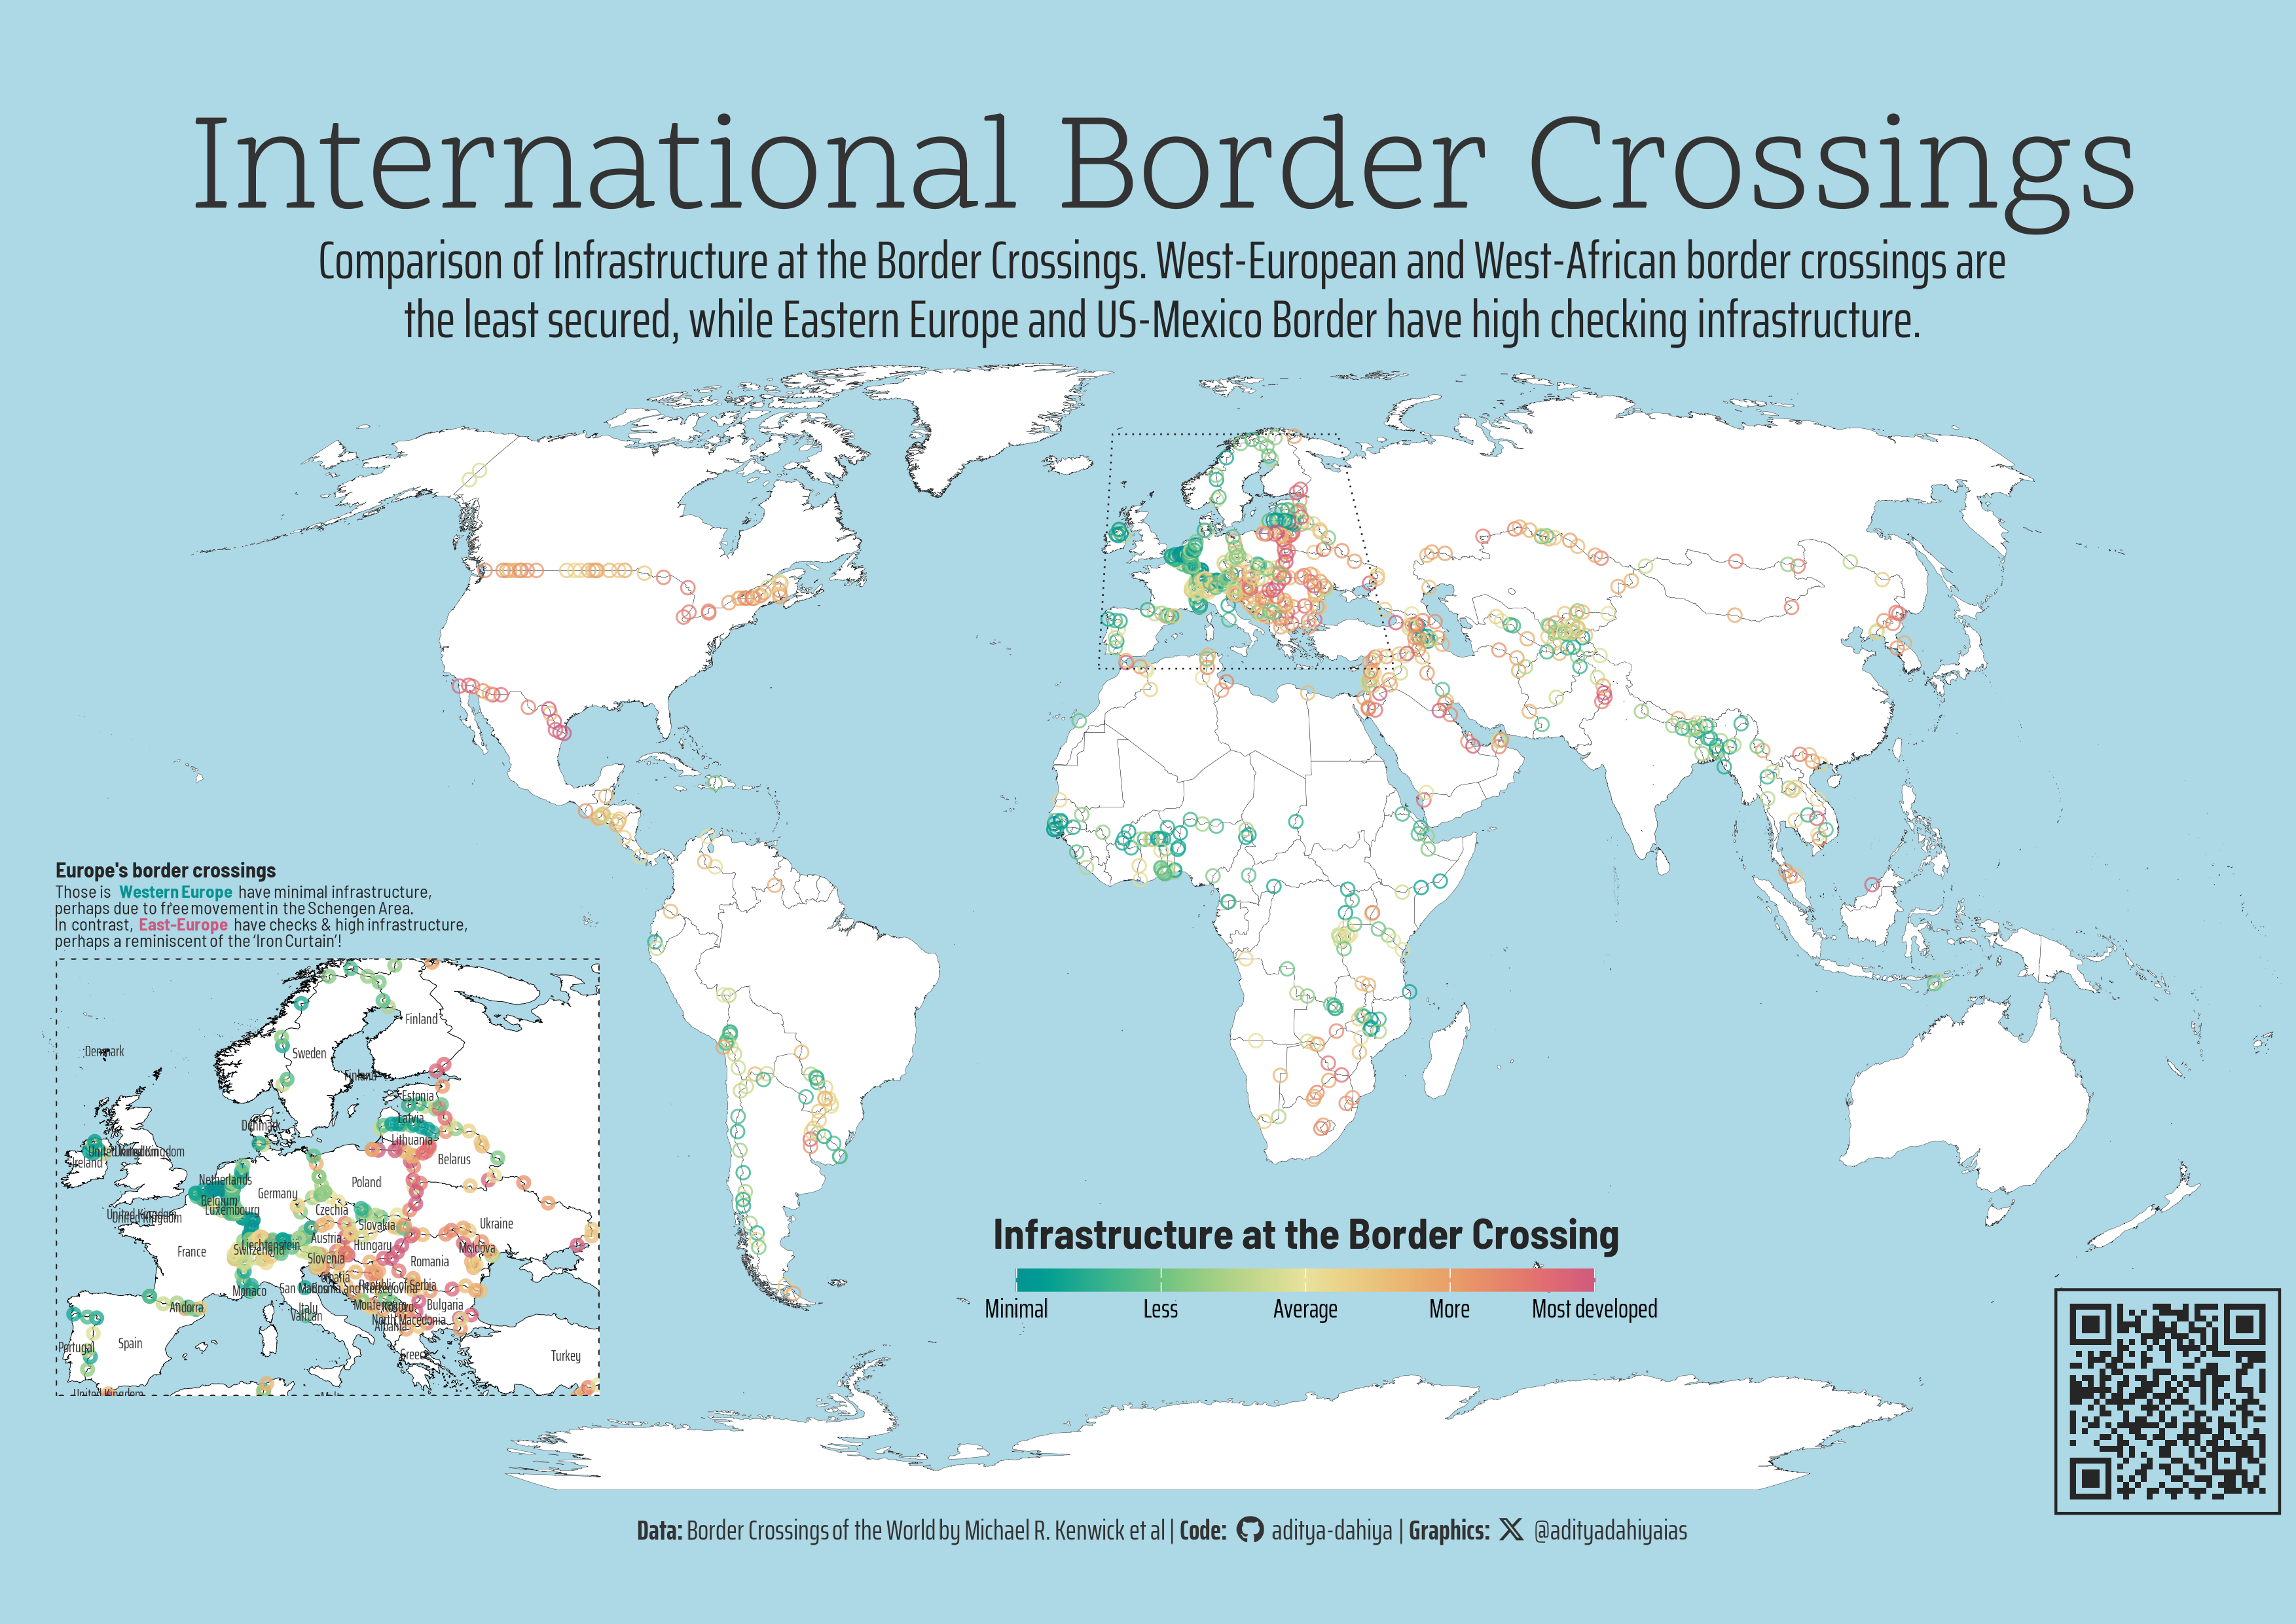 International Border Crossings
Comparison of Infrastructure at the Border Crossings. West-European and West-African border crossings are
the least secured, while Eastern Europe and US-Mexico Border have high checking infrastructure.
Europe's border crossings
Those is Western Europe have minimal infrastructure,
perhaps due to free movement in the Schengen Area.
In contrast, East-Europe have checks & high infrastructure,
perhaps a reminiscent of the ‘Iron Curtain’!
Finland
Denmark
Sweden
Finland
Estonia
Latvia
Denmark
Lithuania
United Kingdom
Ireland
Belarus
Netherlands
Poland
Germany
Belgium
Luxembourg
Czechia
United Kingdom
United Kingdom
Slovakia
Ukraine
Austria
Liechtenstein
Hungary
Moldova
France
Switzerland
Slovenia
Romania
Croatia
Republic of Serbia
Monaco
San Marino
Bosnia and Herzegovina
Andorra
Italy
Montenegro
Kosovo
Bulgaria
Vatican
North Macedonia
Albania
Portugal
Spain
Greece
Turkey
United Kingdom
Infrastructure at the Border Crossing
Minimal Less Average More Most developed
Data: Border Crossings of the World by Michael R. Kenwick et al | Code: aditya-dahiya | Graphics: @adityadahiyaias